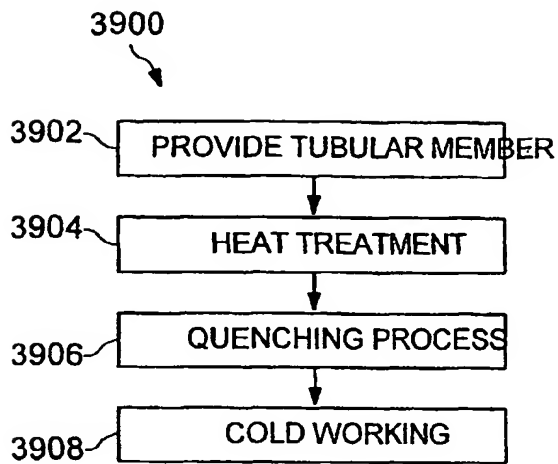 3900
3902 PROVIDE TUBULAR MEMBER
3904 HEAT TREATMENT
3906 QUENCHING PROCESS
3908 COLD WORKING